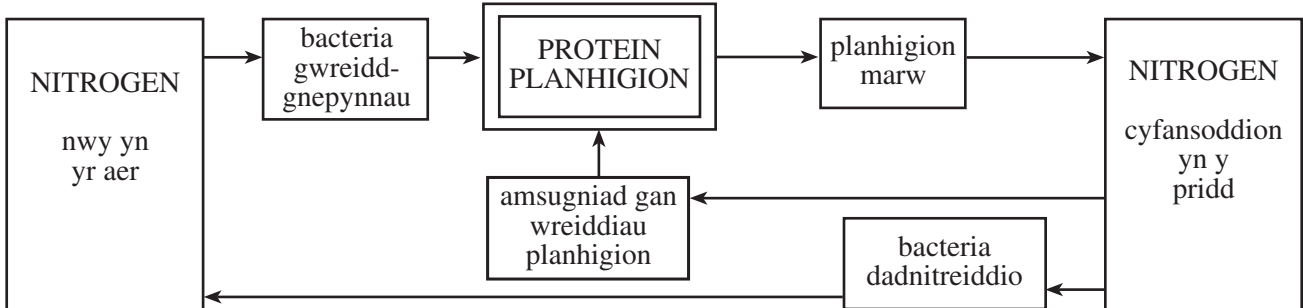 NITROGEN
nwy yn
yr aer
bacteria
gwreidd-
gnepynnau
PROTEIN
PLANHIGION
planhigion
marw
NITROGEN
cyfansoddion
yn y
pridd
amsugniad gan
wreiddiau
planhigion
bacteria
dadnitreiddio